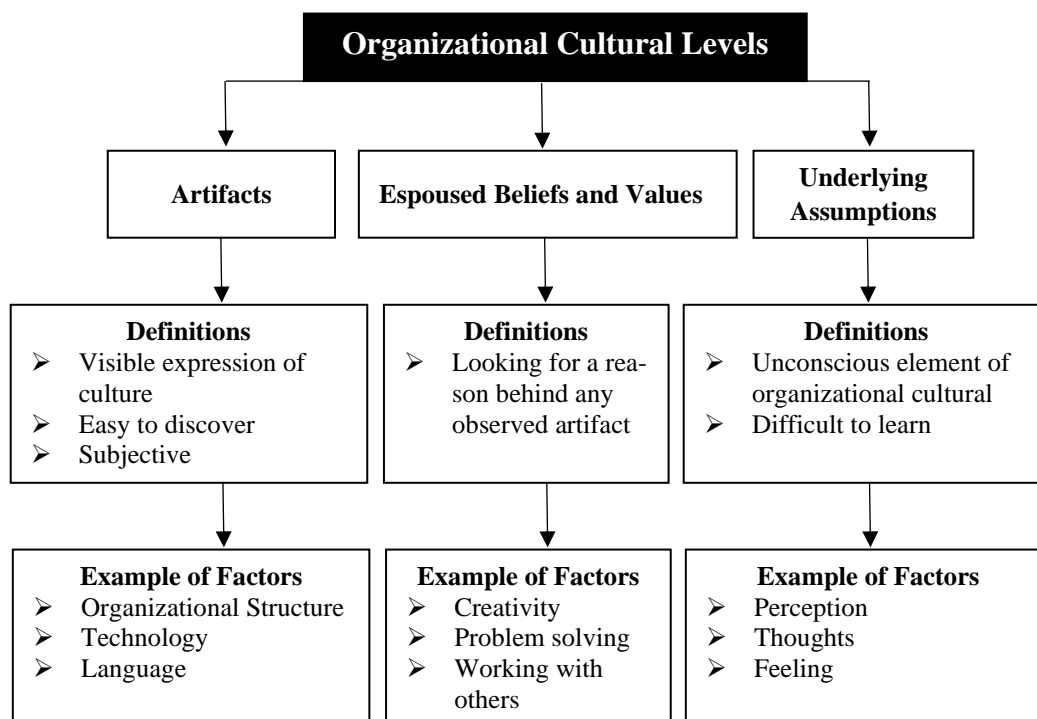 Organizational Cultural Levels
Artifacts
Espoused Beliefs and Values
Underlying
Assumptions
Definitions
➢ Visible expression of
culture
➢ Easy to discover
➢ Subjective
Definitions
➢ Looking for a rea-
son behind any
observed artifact
Definitions
➢ Unconscious element of
organizational cultural
➢ Difficult to learn
Example of Factors
➢ Organizational Structure
➢ Technology
➢ Language
Example of Factors
➢ Creativity
➢ Problem solving
➢ Working with
others
Example of Factors
➢ Perception
➢ Thoughts
➢ Feeling